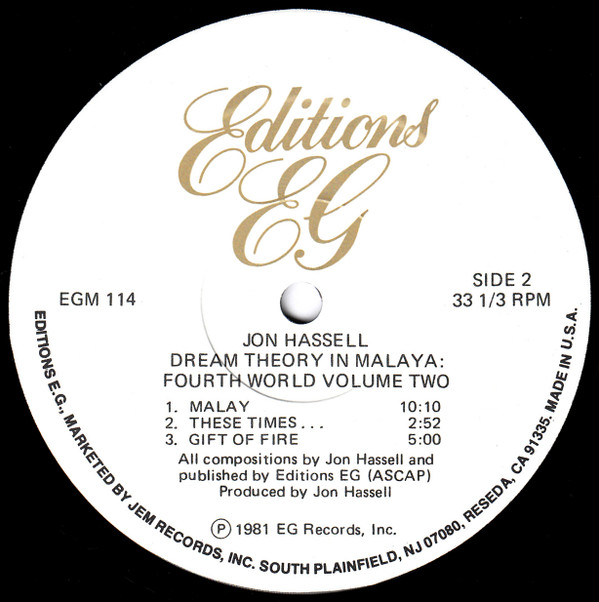 Editions
EG
EGM 114
SIDE 2
33 1/3 RPM
JON HASSELL
DREAM THEORY IN MALAYA:
FOURTH WORLD VOLUME TWO
1. MALAY 10:10
2. THESE TIMES... 2:52
3. GIFT OF FIRE 5:00
All compositions by Jon Hassell and
published by Editions EG (ASCAP)
Produced by Jon Hassell
Ⓟ 1981 EG Records, Inc.
EDITIONS E.G., MARKETED BY JEM RECORDS, INC. SOUTH PLAINFIELD, NJ 07080, RESEDA, CA 91335. MADE IN U.S.A.